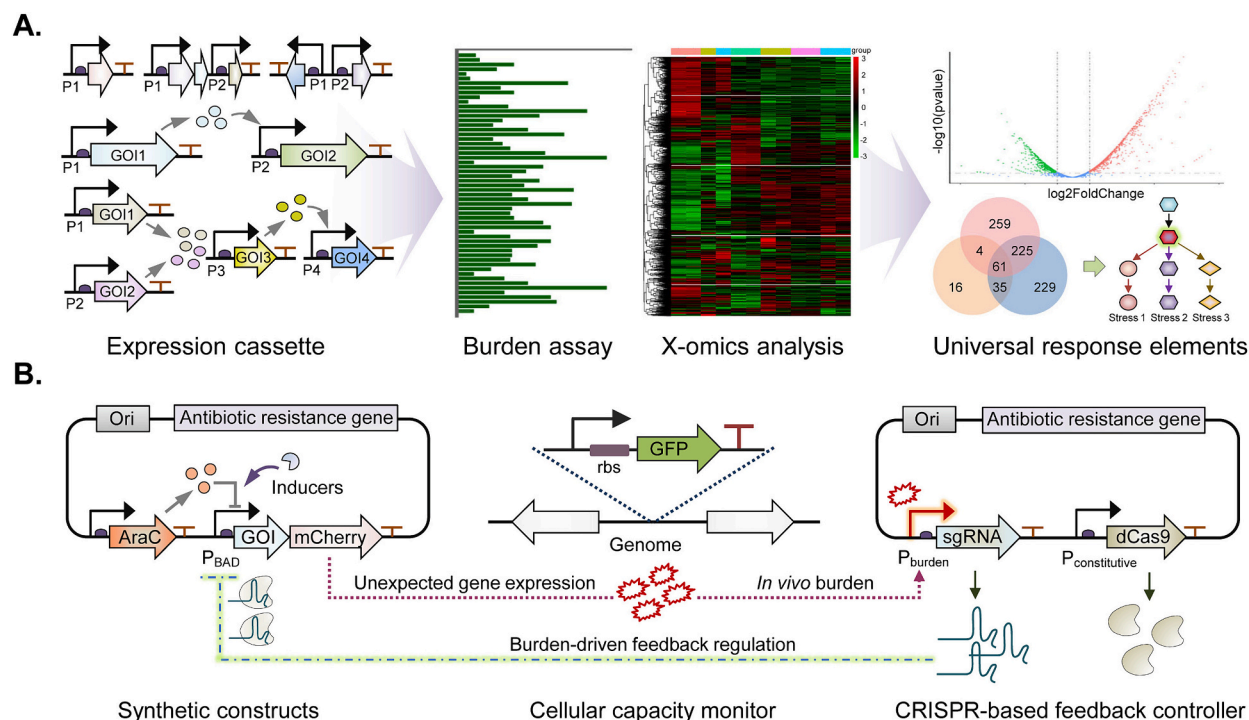 A.
P1
P1
P2
P1
P2
P1
GOI1
P2
GOI2
P1
GOI1
P2
GOI2
P3
GOI3
P4
GOI4
Expression cassette
Burden assay
group
3
2
1
0
-1
-2
-3
X-omics analysis
-log10(pvalue)
log2FoldChange
259
4
225
61
16
35
229
Stress 1
Stress 2
Stress 3
Universal response elements
B.
Ori
Antibiotic resistance gene
Inducers
AraC
GOI
mCherry
PBAD
rbs
GFP
Genome
Ori
Antibiotic resistance gene
sgRNA
dCas9
Pburden
Pconstitutive
Unexpected gene expression
In vivo burden
Burden-driven feedback regulation
Synthetic constructs
Cellular capacity monitor
CRISPR-based feedback controller